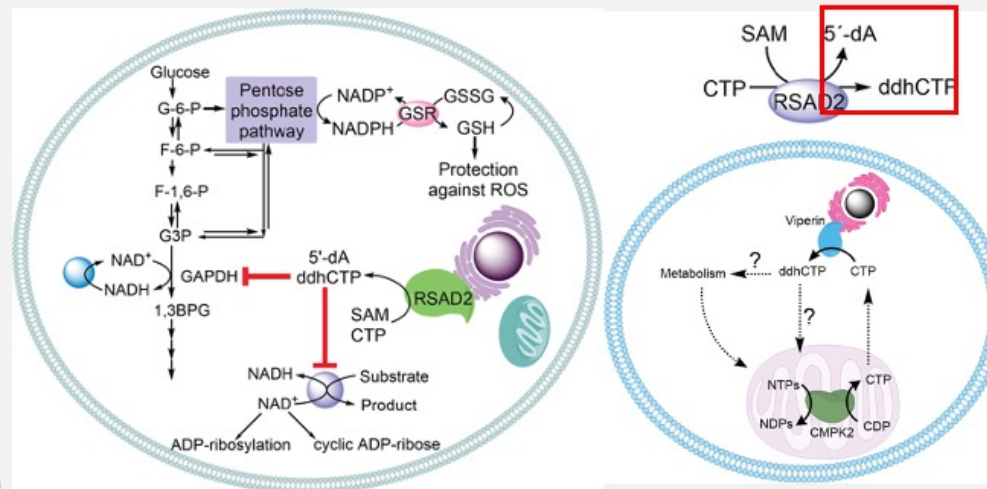 Glucose
G-6-P
F-6-P
F-1,6-P
G3P
Pentose
phosphate
pathway
NADP⁺
NADPH
GSR
GSSG
GSH
Protection
against ROS
NAD⁺
NADH
GAPDH
1,3BPG
5'-dA
ddhCTP
SAM
CTP
RSAD2
NADH
NAD⁺
Substrate
Product
ADP-ribosylation
cyclic ADP-ribose
SAM
5´-dA
CTP
RSAD2
ddhCTP
Viperin
Metabolism
?
ddhCTP
CTP
?
NTPs
NDPs
CMPK2
CTP
CDP